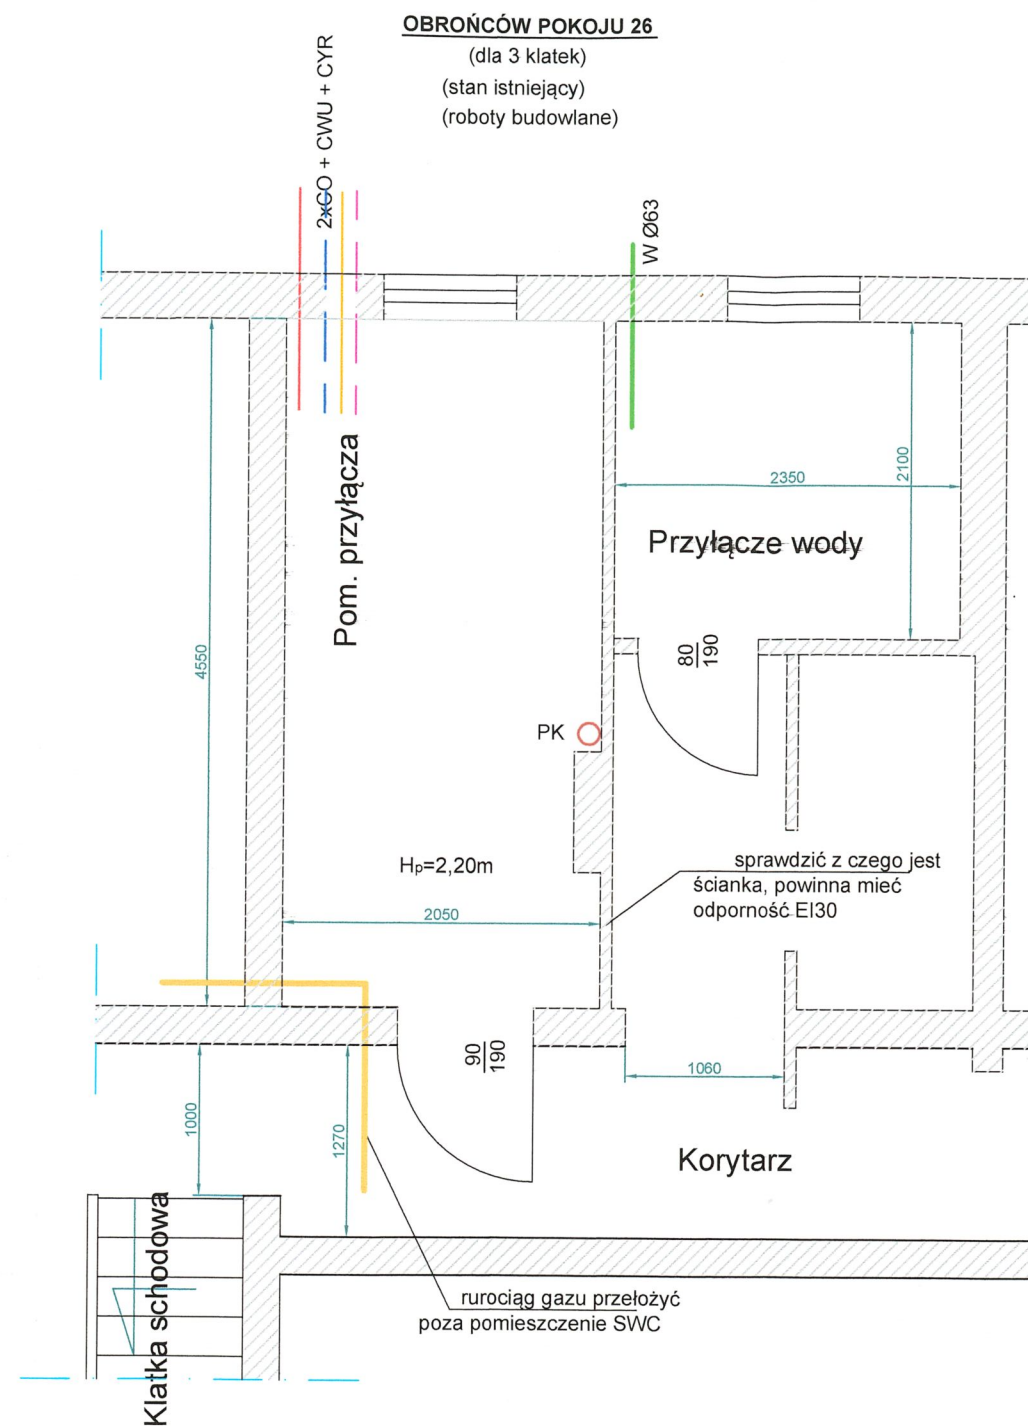 OBROŃCÓW POKOJU 26
(dla 3 klatek)
(stan istniejący)
(roboty budowlane)
2xCO + CWU + CYR
W Ø63
Pom. przyłącza
4550
2350
2100
Przyłącze wody
80
190
PK
Hp=2,20m
sprawdzić z czego jest
ścianka, powinna mieć
odporność EI30
2050
90
190
1060
1000
1270
Korytarz
Klatka schodowa
rurociąg gazu przełożyć
poza pomieszczenie SWC